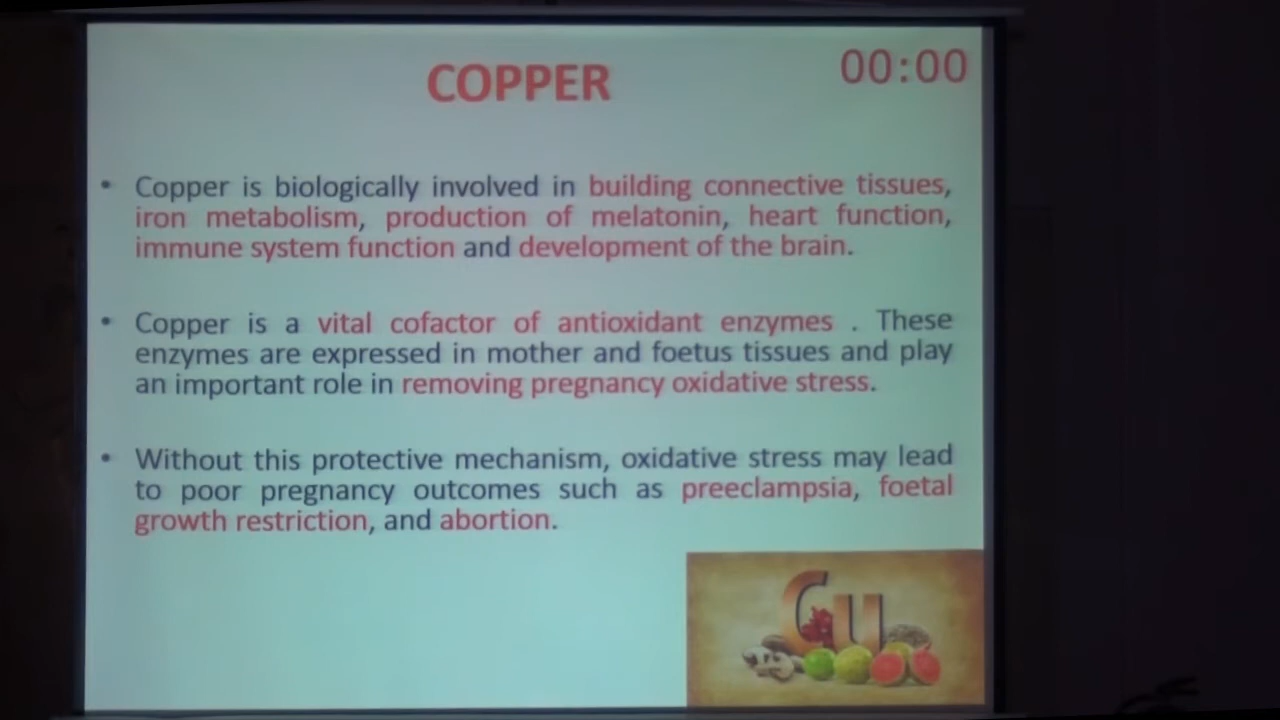 COPPER
00:00
• Copper is biologically involved in building connective tissues,
iron metabolism, production of melatonin, heart function,
immune system function and development of the brain.
• Copper is a vital cofactor of antioxidant enzymes . These
enzymes are expressed in mother and foetus tissues and play
an important role in removing pregnancy oxidative stress.
• Without this protective mechanism, oxidative stress may lead
to poor pregnancy outcomes such as preeclampsia, foetal
growth restriction, and abortion.
Cu